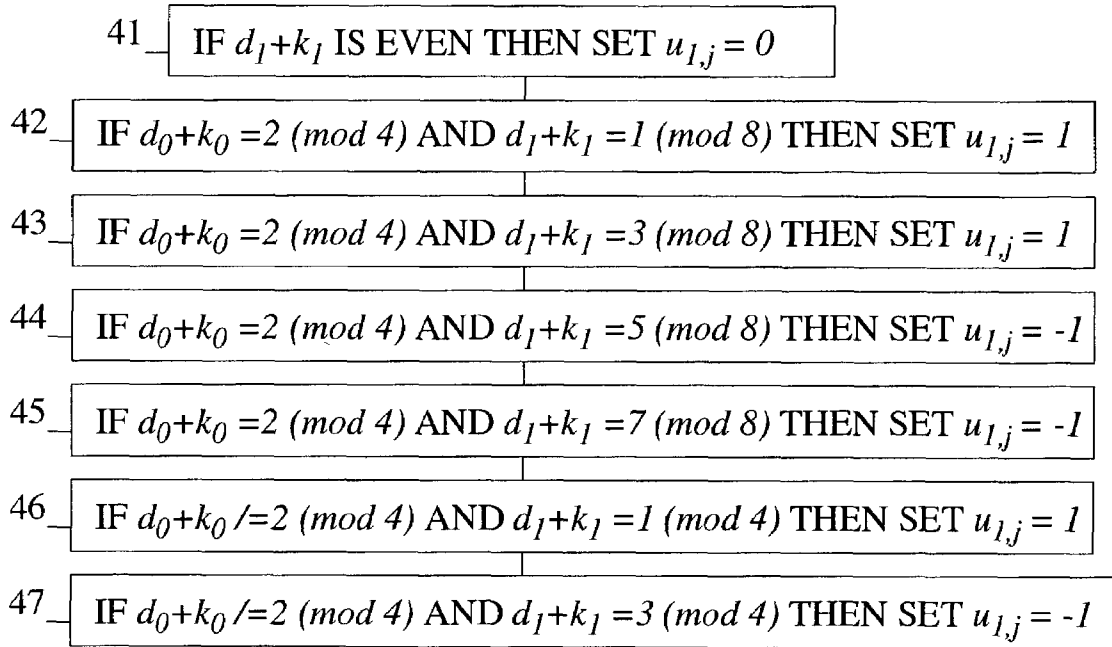 41 IF d₁+k₁ IS EVEN THEN SET u₁,ⱼ = 0
42 IF d₀+k₀ =2 (mod 4) AND d₁+k₁ =1 (mod 8) THEN SET u₁,ⱼ = 1
43 IF d₀+k₀ =2 (mod 4) AND d₁+k₁ =3 (mod 8) THEN SET u₁,ⱼ = 1
44 IF d₀+k₀ =2 (mod 4) AND d₁+k₁ =5 (mod 8) THEN SET u₁,ⱼ = -1
45 IF d₀+k₀ =2 (mod 4) AND d₁+k₁ =7 (mod 8) THEN SET u₁,ⱼ = -1
46 IF d₀+k₀ /=2 (mod 4) AND d₁+k₁ =1 (mod 4) THEN SET u₁,ⱼ = 1
47 IF d₀+k₀ /=2 (mod 4) AND d₁+k₁ =3 (mod 4) THEN SET u₁,ⱼ = -1